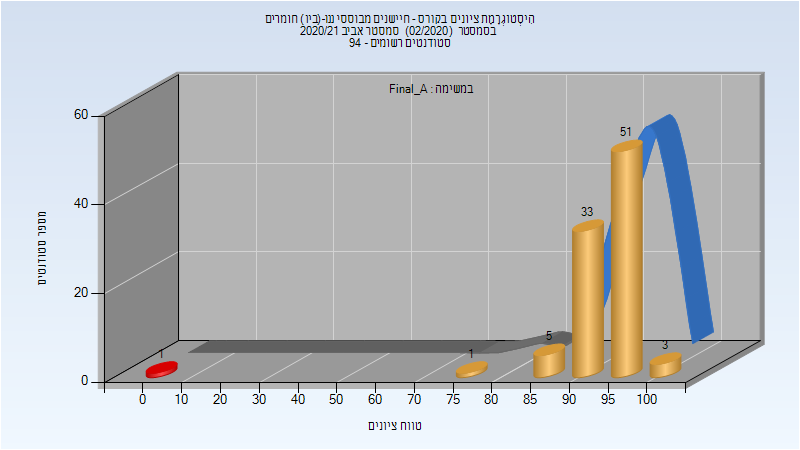 הִיסטוגרמַת ציונים בקורס - חיישנים מבוססי ננו-(ביו) חומרים
בסמסטר (02/2020) סמסטר אביב 2020/21
סטודנטים רשומים - 94
במשימה : Final_A
מספר סטודנטים
60
40
20
0
1
1
5
33
51
3
0 10 20 30 40 50 60 70 75 80 85 90 95 100
טווח ציונים